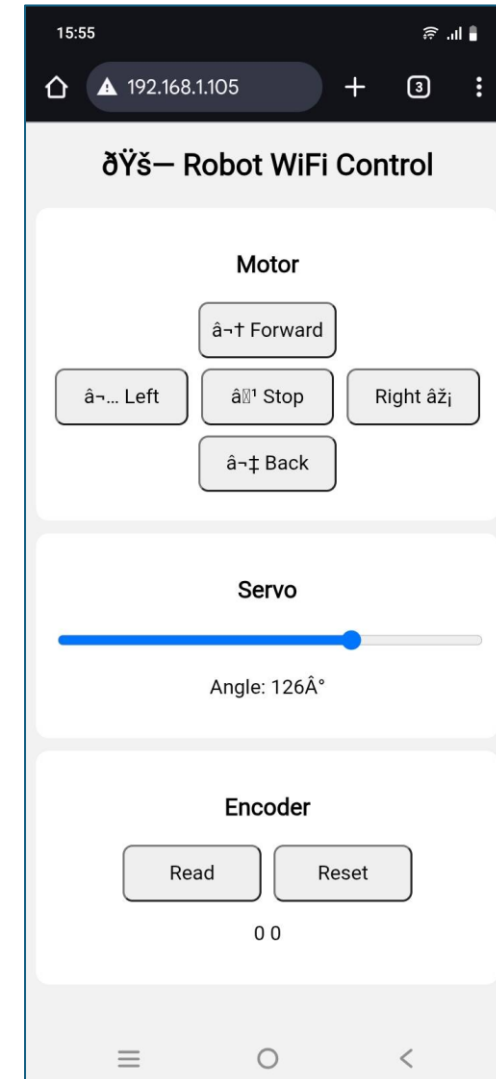 15:55
192.168.1.105
3
ðŸš— Robot WiFi Control
Motor
â¬† Forward
â¬… Left
â¹ Stop
Right âž¡
â¬‡ Back
Servo
Angle: 126Â°
Encoder
Read
Reset
0 0